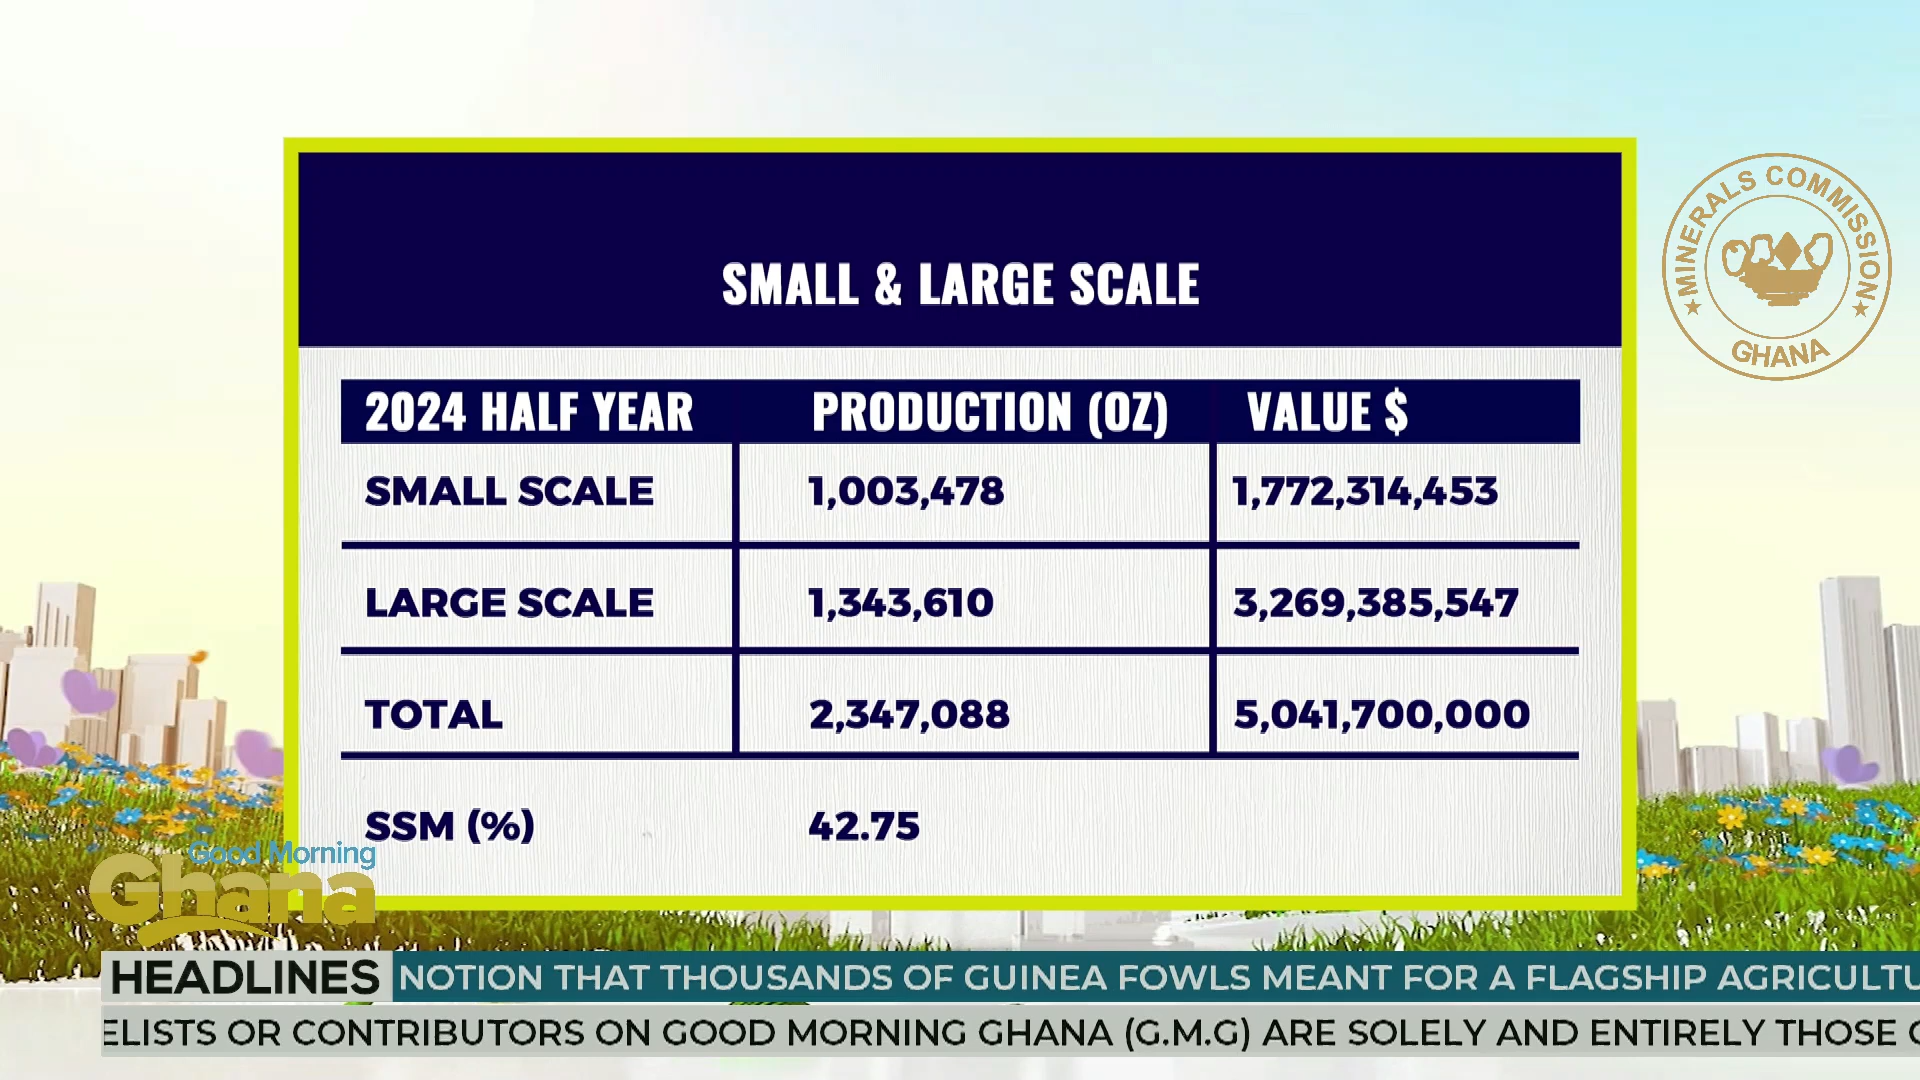 MINERALS COMMISSION
GHANA
SMALL & LARGE SCALE
2024 HALF YEAR PRODUCTION (OZ) VALUE $
SMALL SCALE 1,003,478 1,772,314,453
LARGE SCALE 1,343,610 3,269,385,547
TOTAL 2,347,088 5,041,700,000
SSM (%) 42.75
Good Morning
Ghana
HEADLINES NOTION THAT THOUSANDS OF GUINEA FOWLS MEANT FOR A FLAGSHIP AGRICULTU
ELISTS OR CONTRIBUTORS ON GOOD MORNING GHANA (G.M.G) ARE SOLELY AND ENTIRELY THOSE